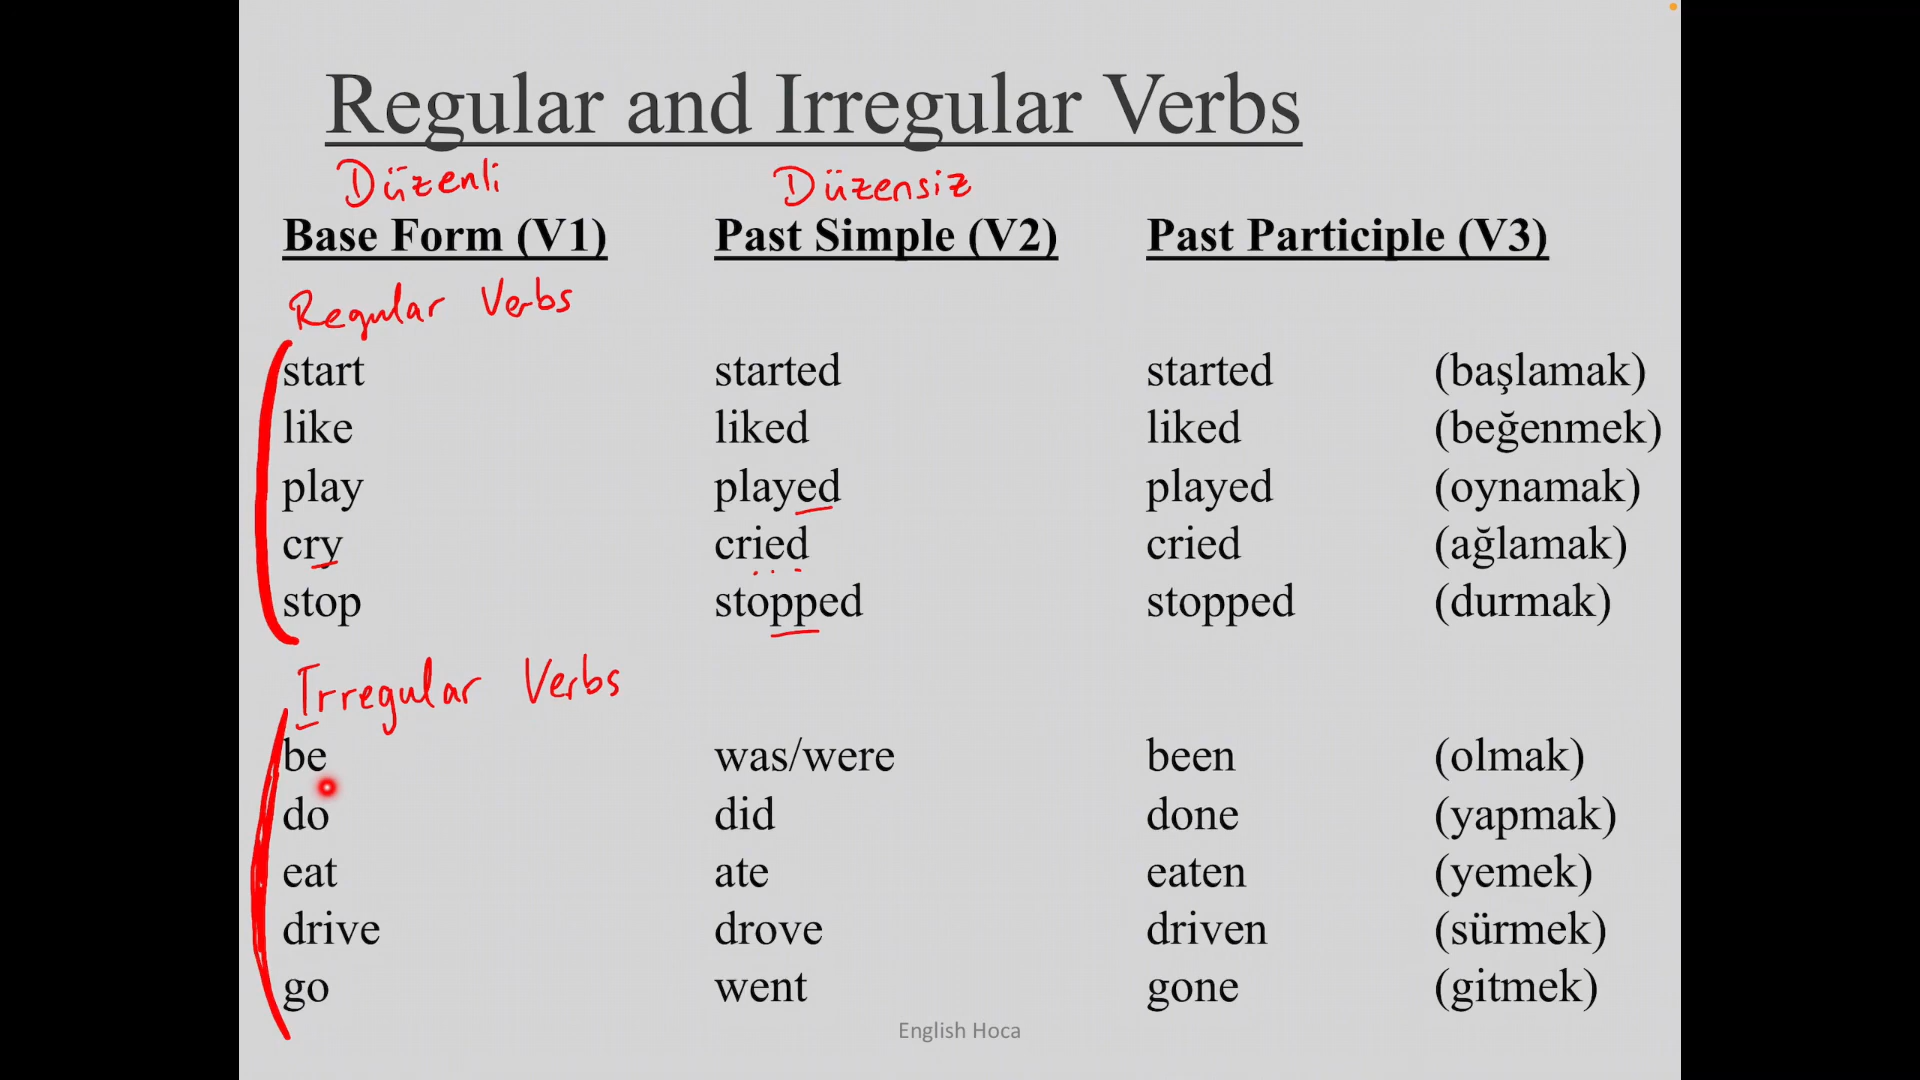 Regular and Irregular Verbs
Düzenli Düzensiz
Base Form (V1) Past Simple (V2) Past Participle (V3)
Regular Verbs
start started started (başlamak)
like liked liked (beğenmek)
play played played (oynamak)
cry cried cried (ağlamak)
stop stopped stopped (durmak)
Irregular Verbs
be was/were been (olmak)
do did done (yapmak)
eat ate eaten (yemek)
drive drove driven (sürmek)
go went gone (gitmek)
English Hoca